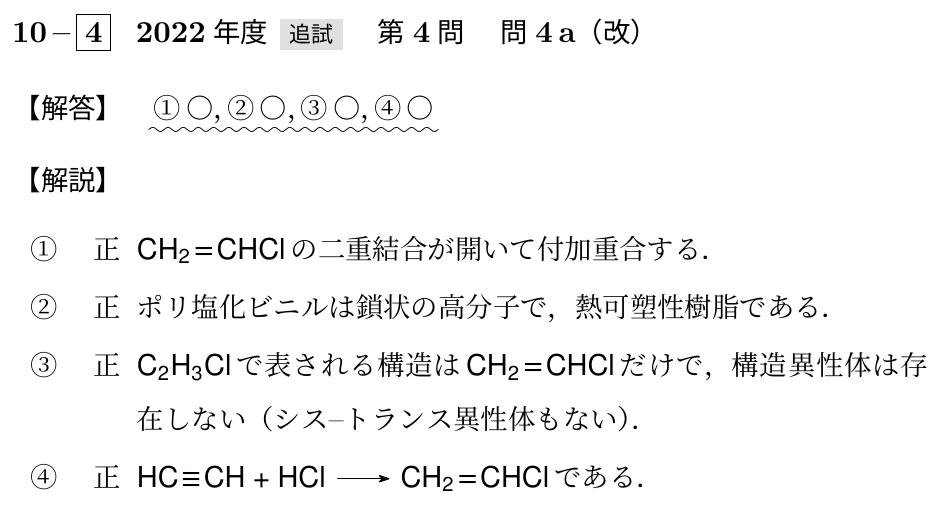 10–4 2022 年度 追試 第 4 問 問 4 a（改）
【解答】 ① ○, ② ○, ③ ○, ④ ○
【解説】
① 正 CH₂=CHCl の二重結合が開いて付加重合する．
② 正 ポリ塩化ビニルは鎖状の高分子で，熱可塑性樹脂である．
③ 正 C₂H₃Cl で表される構造は CH₂=CHCl だけで，構造異性体は存
在しない（シス–トランス異性体もない）．
④ 正 HC≡CH + HCl ⟶ CH₂=CHCl である．